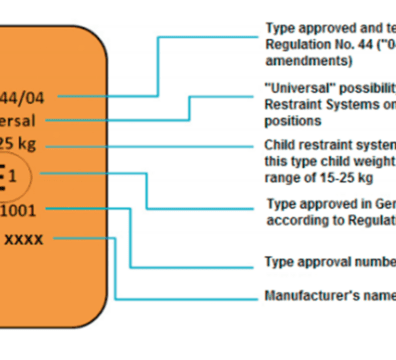 Type approved and te
Regulation No. 44 ("0
amendments)
44/04
"Universal" possibilit
Restraint Systems on
positions
ersal
25 kg
Child restraint system
this type child weight
range of 15-25 kg
E1
Type approved in Ger
according to Regulati
1001
xxxx
Type approval numbe
Manufacturer's name